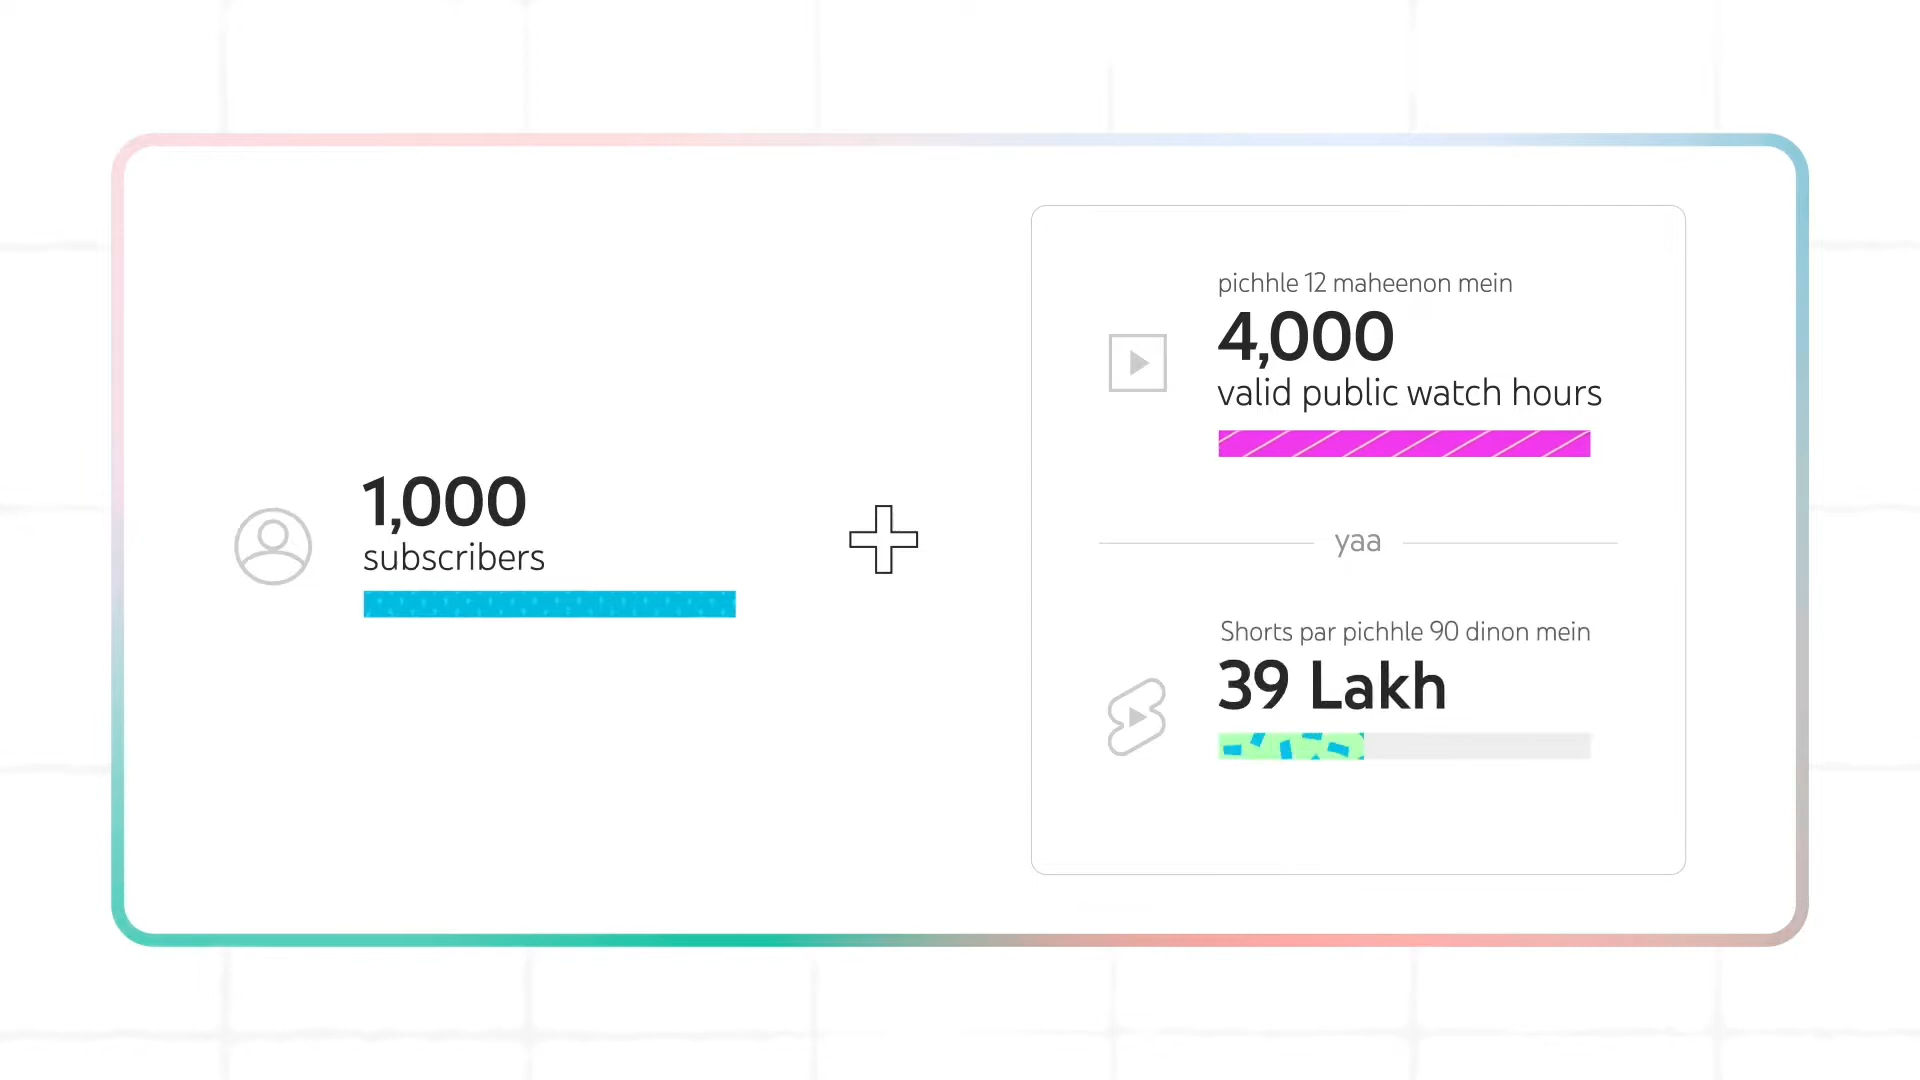 1,000
subscribers
pichhle 12 maheenon mein
4,000
valid public watch hours
yaa
Shorts par pichhle 90 dinon mein
39 Lakh